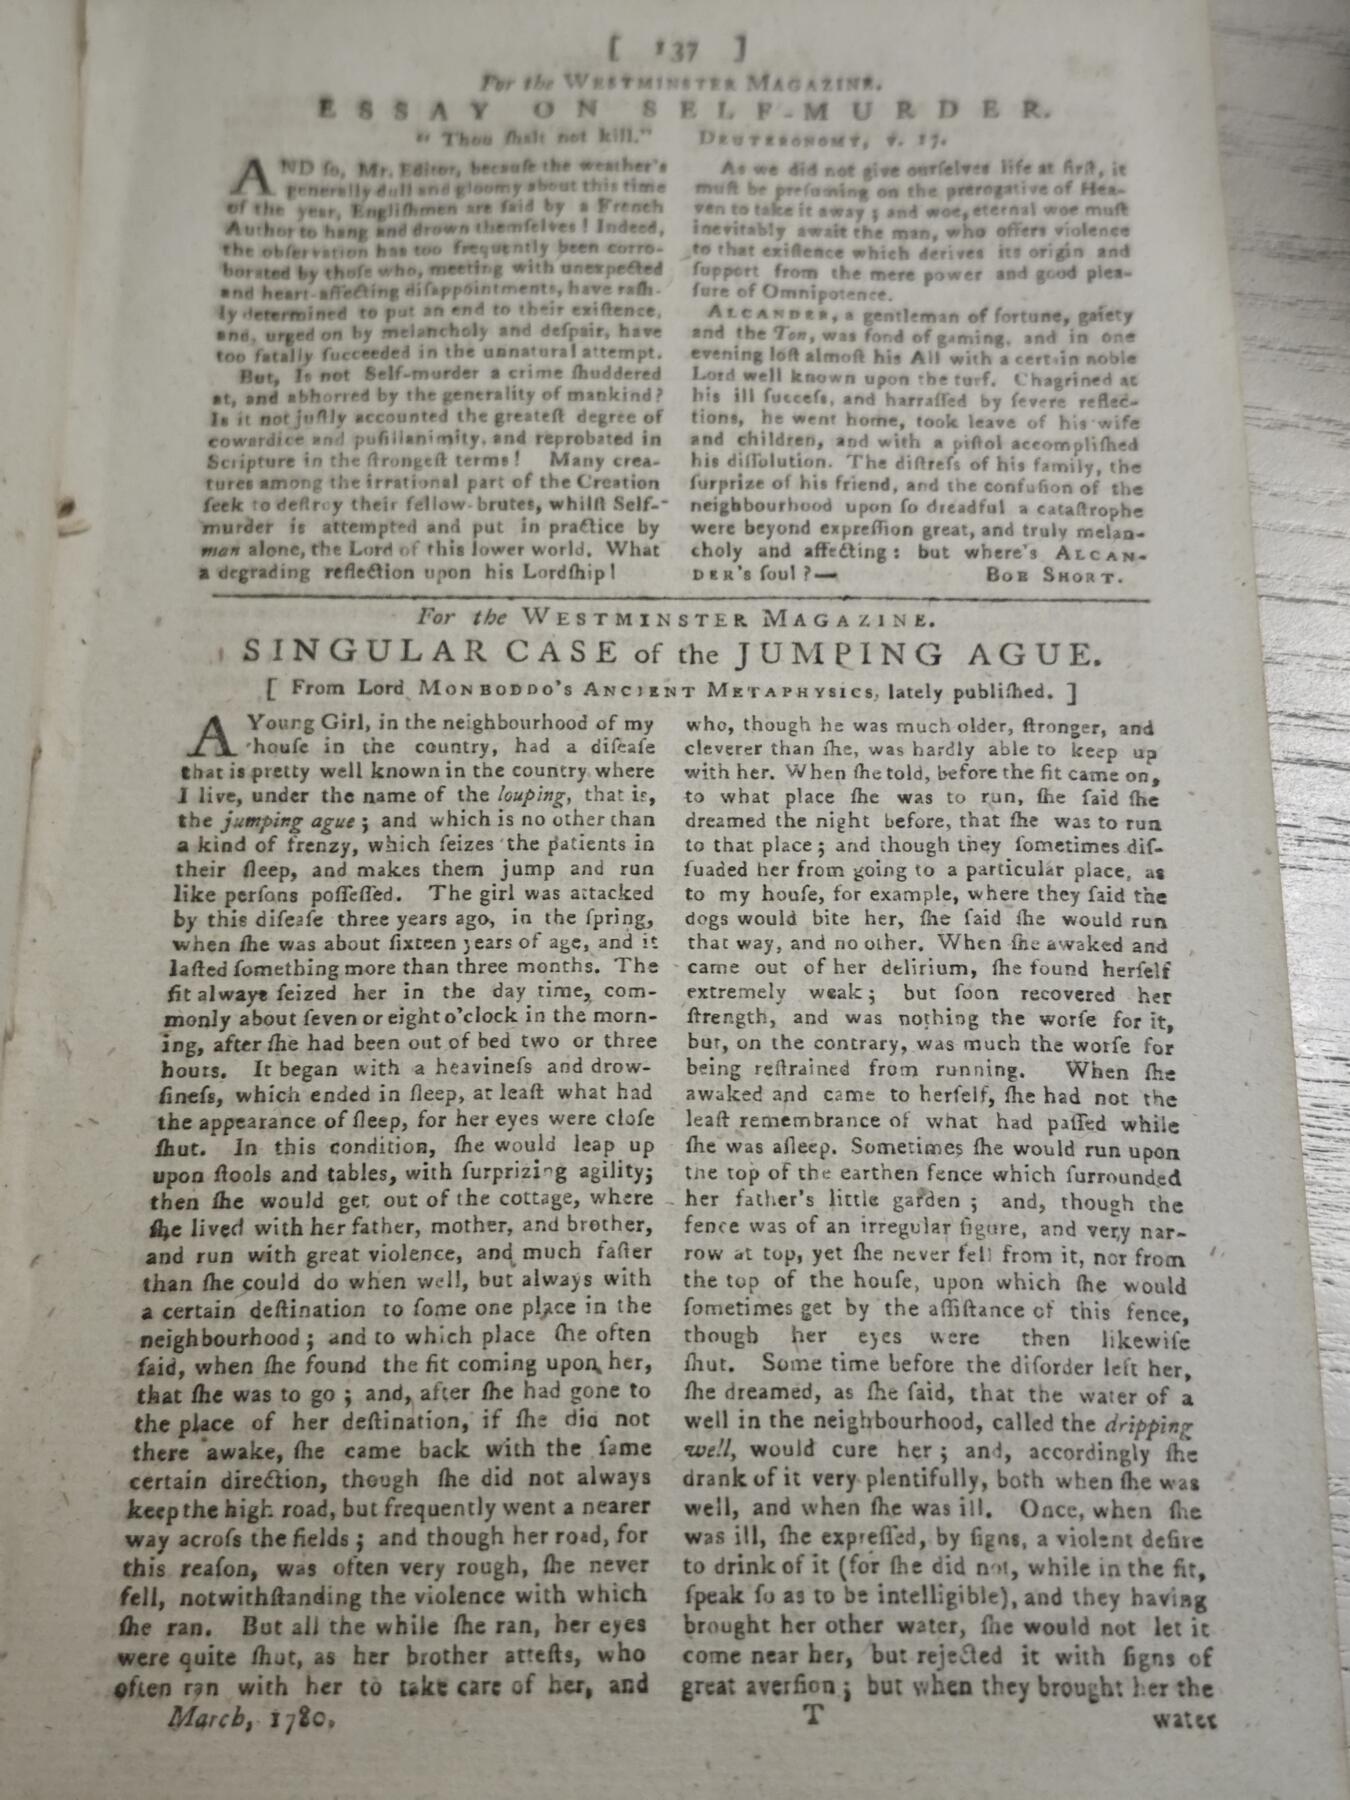 [ 137 ]
For the WESTMINSTER MAGAZINE.
ESSAY ON SELF-MURDER.
“ Thou ſhalt not kill.” DEUTERONOMY, v. 17.
AND ſo, Mr. Editor, becauſe the weather's
generally dull and gloomy about this time
of the year, Engliſhmen are ſaid by a French
Author to hang and drown themſelves! Indeed,
the obſervation has too frequently been corro-
borated by thoſe who, meeting with unexpected
and heart-affecting diſappointments, have raſh-
ly determined to put an end to their exiſtence,
and, urged on by melancholy and deſpair, have
too fatally ſucceeded in the unnatural attempt.
But, Is not Self-murder a crime ſhuddered
at, and abhorred by the generality of mankind?
Is it not juſtly accounted the greateſt degree of
cowardice and puſillanimity, and reprobated in
Scripture in the ſtrongeſt terms! Many crea-
tures among the irrational part of the Creation
ſeek to deſtroy their fellow-brutes, whilſt Self-
murder is attempted and put in practice by
man alone, the Lord of this lower world. What
a degrading reflection upon his Lordſhip!
As we did not give ourſelves life at firſt, it
muſt be preſuming on the prerogative of Hea-
ven to take it away; and woe, eternal woe muſt
inevitably await the man, who offers violence
to that exiſtence which derives its origin and
ſupport from the mere power and good plea-
ſure of Omnipotence.
ALCANDER, a gentleman of fortune, gaiety
and the Ton, was fond of gaming, and in one
evening loſt almoſt his All with a certain noble
Lord well known upon the turf. Chagrined at
his ill ſucceſs, and harraſſed by ſevere reflec-
tions, he went home, took leave of his wife
and children, and with a piſtol accompliſhed
his diſſolution. The diſtreſs of his family, the
ſurprize of his friend, and the confuſion of the
neighbourhood upon ſo dreadful a cataſtrophe
were beyond expreſſion great, and truly melan-
choly and affecting: but where's ALCAN-
DER's ſoul?— BOB SHORT.
For the WESTMINSTER MAGAZINE.
SINGULAR CASE of the JUMPING AGUE.
[ From Lord MONBODDO'S ANCIENT METAPHYSICS, lately publiſhed. ]
A Young Girl, in the neighbourhood of my
houſe in the country, had a diſeaſe
that is pretty well known in the country where
I live, under the name of the louping, that is,
the jumping ague; and which is no other than
a kind of frenzy, which ſeizes the patients in
their ſleep, and makes them jump and run
like perſons poſſeſſed. The girl was attacked
by this diſeaſe three years ago, in the ſpring,
when ſhe was about ſixteen years of age, and it
laſted ſomething more than three months. The
fit always ſeized her in the day time, com-
monly about ſeven or eight o'clock in the morn-
ing, after ſhe had been out of bed two or three
hours. It began with a heavineſs and drow-
ſineſs, which ended in ſleep, at leaſt what had
the appearance of ſleep, for her eyes were cloſe
ſhut. In this condition, ſhe would leap up
upon ſtools and tables, with ſurprizing agility;
then ſhe would get out of the cottage, where
ſhe lived with her father, mother, and brother,
and run with great violence, and much faſter
than ſhe could do when well, but always with
a certain deſtination to ſome one place in the
neighbourhood; and to which place ſhe often
ſaid, when ſhe found the fit coming upon her,
that ſhe was to go; and, after ſhe had gone to
the place of her deſtination, if ſhe did not
there awake, ſhe came back with the ſame
certain direction, though ſhe did not always
keep the high road, but frequently went a nearer
way acroſs the fields; and though her road, for
this reaſon, was often very rough, ſhe never
fell, notwithſtanding the violence with which
ſhe ran. But all the while ſhe ran, her eyes
were quite ſhut, as her brother atteſts, who
often ran with her to take care of her, and
who, though he was much older, ſtronger, and
cleverer than ſhe, was hardly able to keep up
with her. When ſhe told, before the fit came on,
to what place ſhe was to run, ſhe ſaid ſhe
dreamed the night before, that ſhe was to run
to that place; and though they ſometimes diſ-
ſuaded her from going to a particular place, as
to my houſe, for example, where they ſaid the
dogs would bite her, ſhe ſaid ſhe would run
that way, and no other. When ſhe awaked and
came out of her delirium, ſhe found herſelf
extremely weak; but ſoon recovered her
ſtrength, and was nothing the worſe for it,
but, on the contrary, was much the worſe for
being reſtrained from running. When ſhe
awaked and came to herſelf, ſhe had not the
leaſt remembrance of what had paſſed while
ſhe was aſleep. Sometimes ſhe would run upon
the top of the earthen fence which ſurrounded
her father's little garden; and, though the
fence was of an irregular figure, and very nar-
row at top, yet ſhe never fell from it, nor from
the top of the houſe, upon which ſhe would
ſometimes get by the aſſiſtance of this fence,
though her eyes were then likewiſe
ſhut. Some time before the diſorder left her,
ſhe dreamed, as ſhe ſaid, that the water of a
well in the neighbourhood, called the dripping
well, would cure her; and, accordingly ſhe
drank of it very plentifully, both when ſhe was
well, and when ſhe was ill. Once, when ſhe
was ill, ſhe expreſſed, by ſigns, a violent deſire
to drink of it (for ſhe did not, while in the fit,
ſpeak ſo as to be intelligible), and they having
brought her other water, ſhe would not let it
come near her, but rejected it with ſigns of
great averſion; but when they brought her the
March, 1780. T water